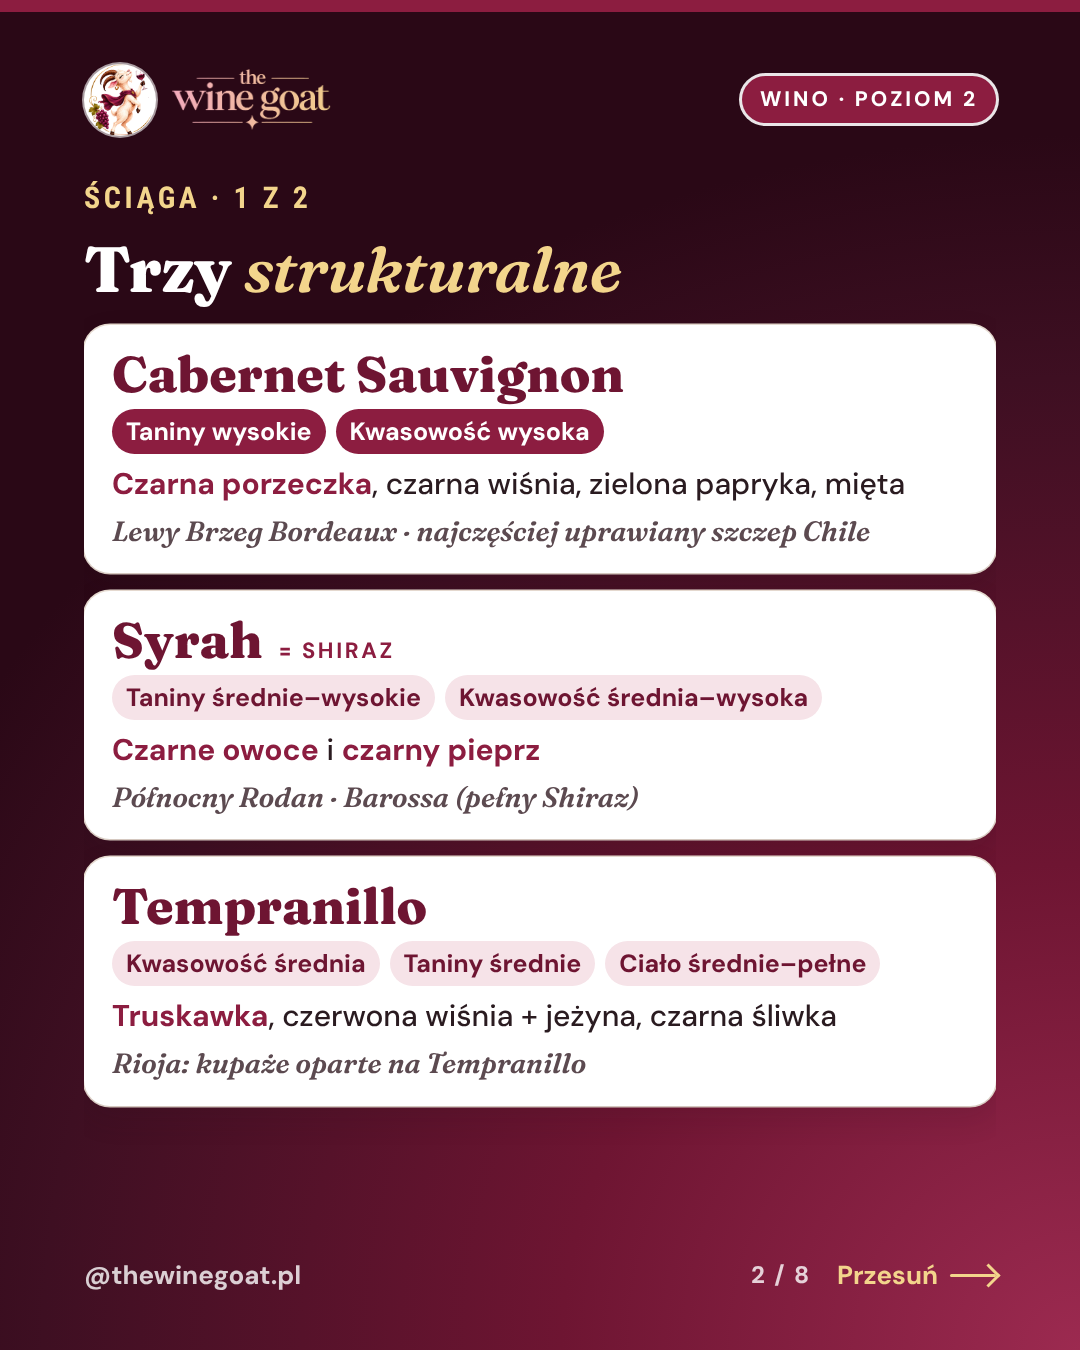 the
wine goat
WINO · POZIOM 2
ŚCIĄGA · 1 Z 2
Trzy strukturalne
Cabernet Sauvignon
Taniny wysokie Kwasowość wysoka
Czarna porzeczka, czarna wiśnia, zielona papryka, mięta
Lewy Brzeg Bordeaux · najczęściej uprawiany szczep Chile
Syrah = SHIRAZ
Taniny średnie–wysokie Kwasowość średnia–wysoka
Czarne owoce i czarny pieprz
Północny Rodan · Barossa (pełny Shiraz)
Tempranillo
Kwasowość średnia Taniny średnie Ciało średnie–pełne
Truskawka, czerwona wiśnia + jeżyna, czarna śliwka
Rioja: kupaże oparte na Tempranillo
@thewinegoat.pl 2 / 8 Przesuń →